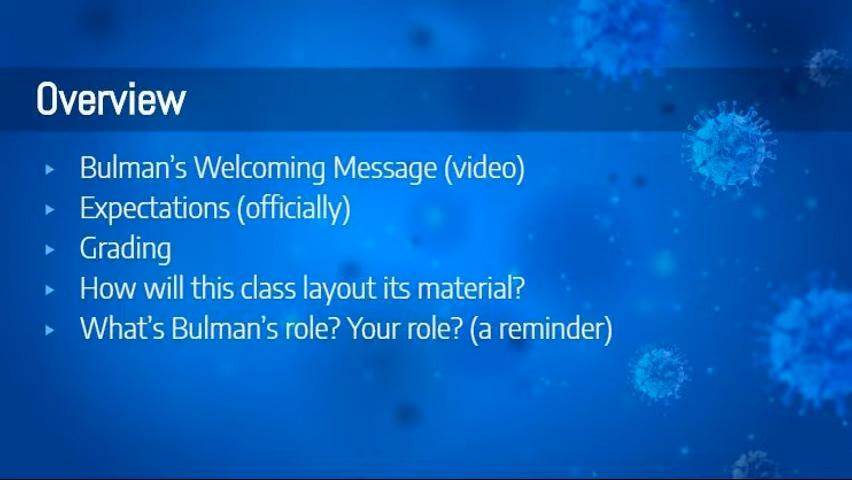 Overview
Bulman's Welcoming Message (video)
Expectations (officially)
Grading
How will this class layout its material?
What's Bulman's role? Your role? (a reminder)